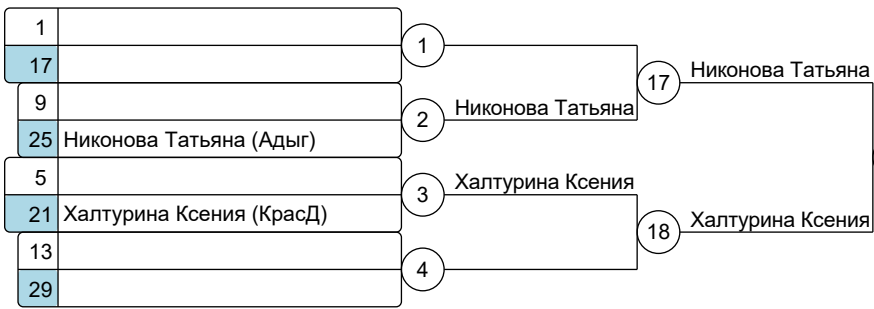 1
17
1
9
25 Никонова Татьяна (Адыг)
2 Никонова Татьяна
17 Никонова Татьяна
5
21 Халтурина Ксения (КрасД)
3 Халтурина Ксения
13
29
4
18 Халтурина Ксения